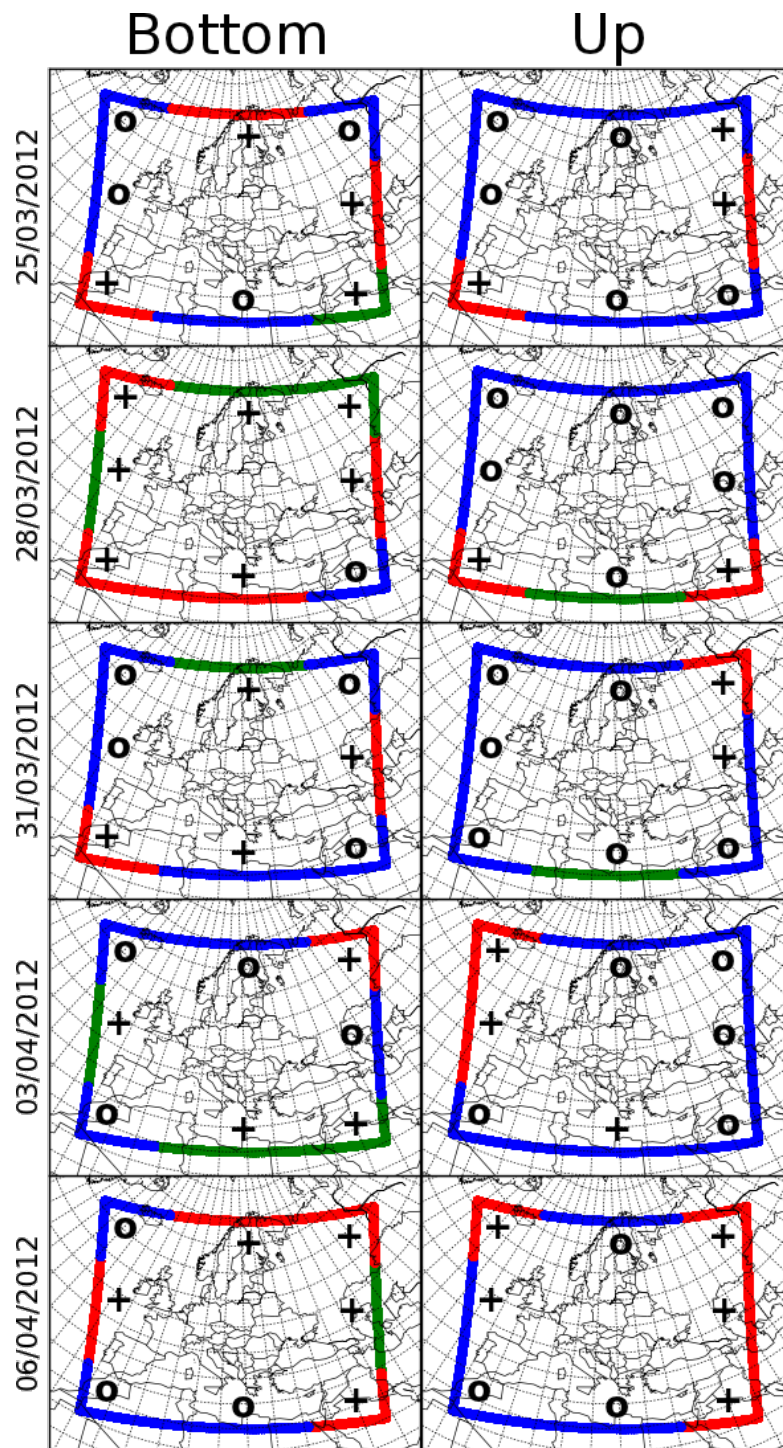 Bottom Up
25/03/2012
o + o o o +
o + o +
+ o + + o o
28/03/2012
+ + + o o o
+ + o o
+ + o + o +
31/03/2012
o + o o o +
o + o +
+ + o o o o
03/04/2012
o o + + o o
+ o + o
o + + o + o
06/04/2012
o + + + o +
+ + + +
o o + o o +